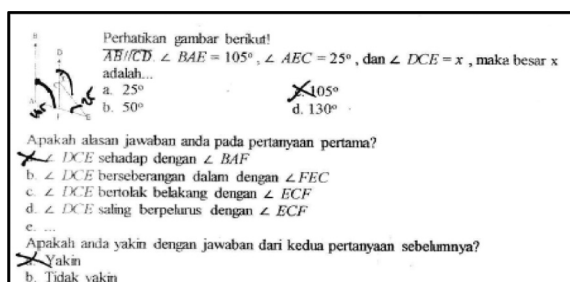 Perhatikan gambar berikut!
AB//CD. ∠ BAE = 105°, ∠ AEC = 25°, dan ∠ DCE = x , maka besar x
adalah...
a. 25°
105°
b. 50°
d. 130°
Apakah alasan jawaban anda pada pertanyaan pertama?
∠ DCE sehadap dengan ∠ BAF
b. ∠ DCE berseberangan dalam dengan ∠ FEC
c. ∠ DCE bertolak belakang dengan ∠ ECF
d. ∠ DCE saling berpelurus dengan ∠ ECF
e. ...
Apakah anda yakin dengan jawaban dari kedua pertanyaan sebelumnya?
a. Yakin
b. Tidak yakin